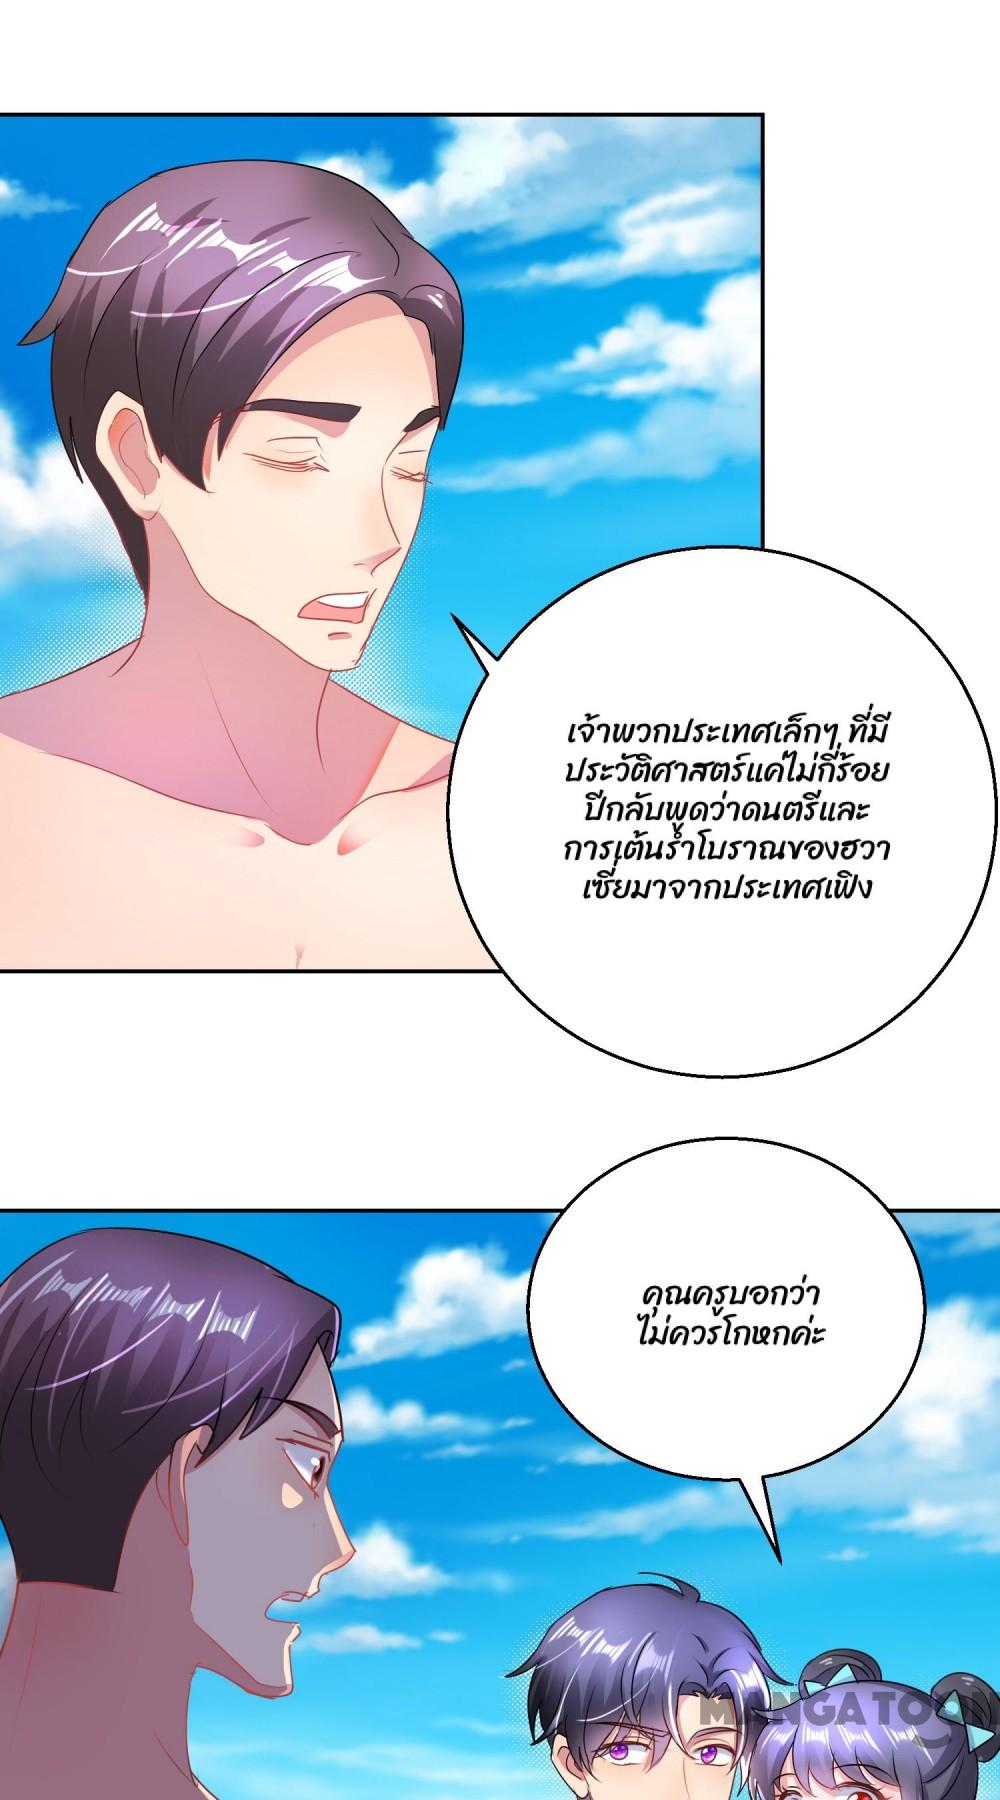 เจ้าพวกประเทศเล็กๆ ที่มี
ประวัติศาสตร์แค่ไม่กี่ร้อย
ปีกลับพูดว่าดนตรีและ
การเต้นรำโบราณของฮวา
เซี่ยมาจากประเทศเฟิง
คุณครูบอกว่า
ไม่ควรโกหกค่ะ
MANGATOON